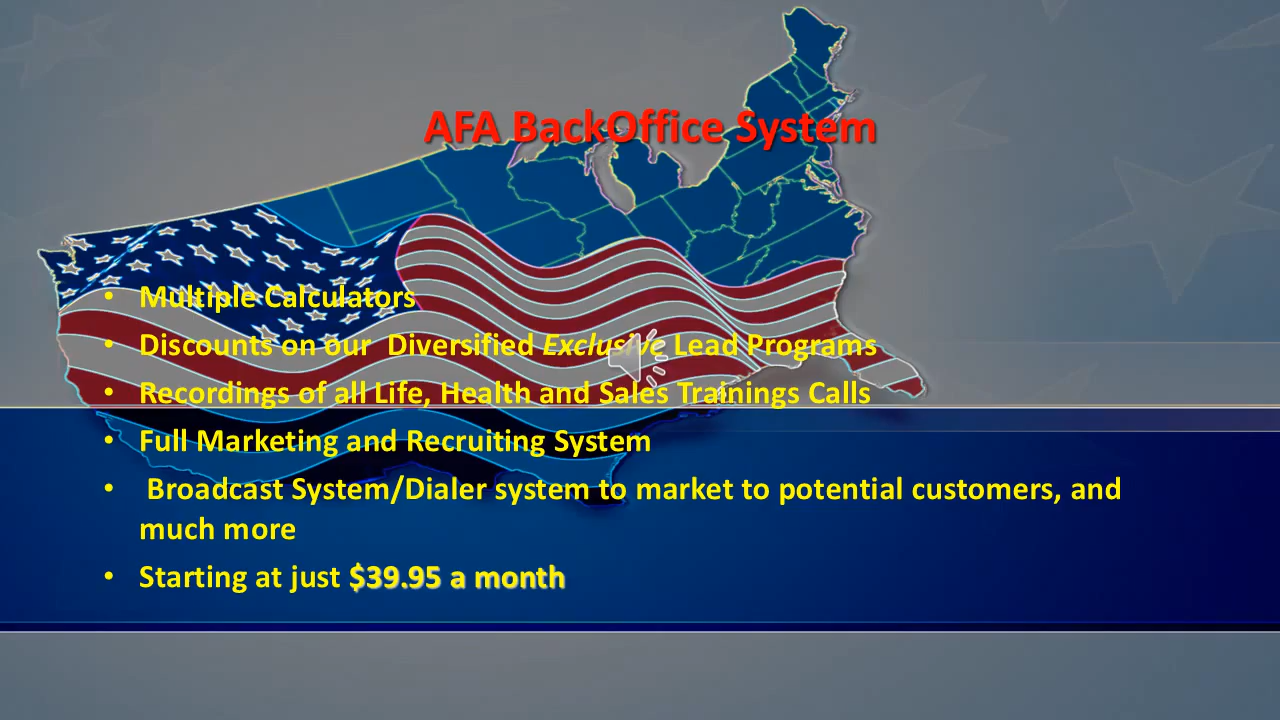 AFA BackOffice System
• Multiple Calculators
• Discounts on our  Diversified Exclusive Lead Programs
• Recordings of all Life, Health and Sales Trainings Calls
• Full Marketing and Recruiting System
•  Broadcast System/Dialer system to market to potential customers, and
much more
• Starting at just $39.95 a month